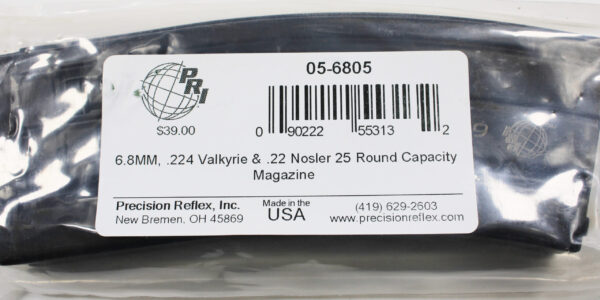 05-6805
PRI
$39.00
0 90222 55313 2
6.8MM, .224 Valkyrie & .22 Nosler 25 Round Capacity
Magazine
Precision Reflex, Inc.
New Bremen, OH 45869
Made in the
USA
(419) 629-2603
www.precisionreflex.com